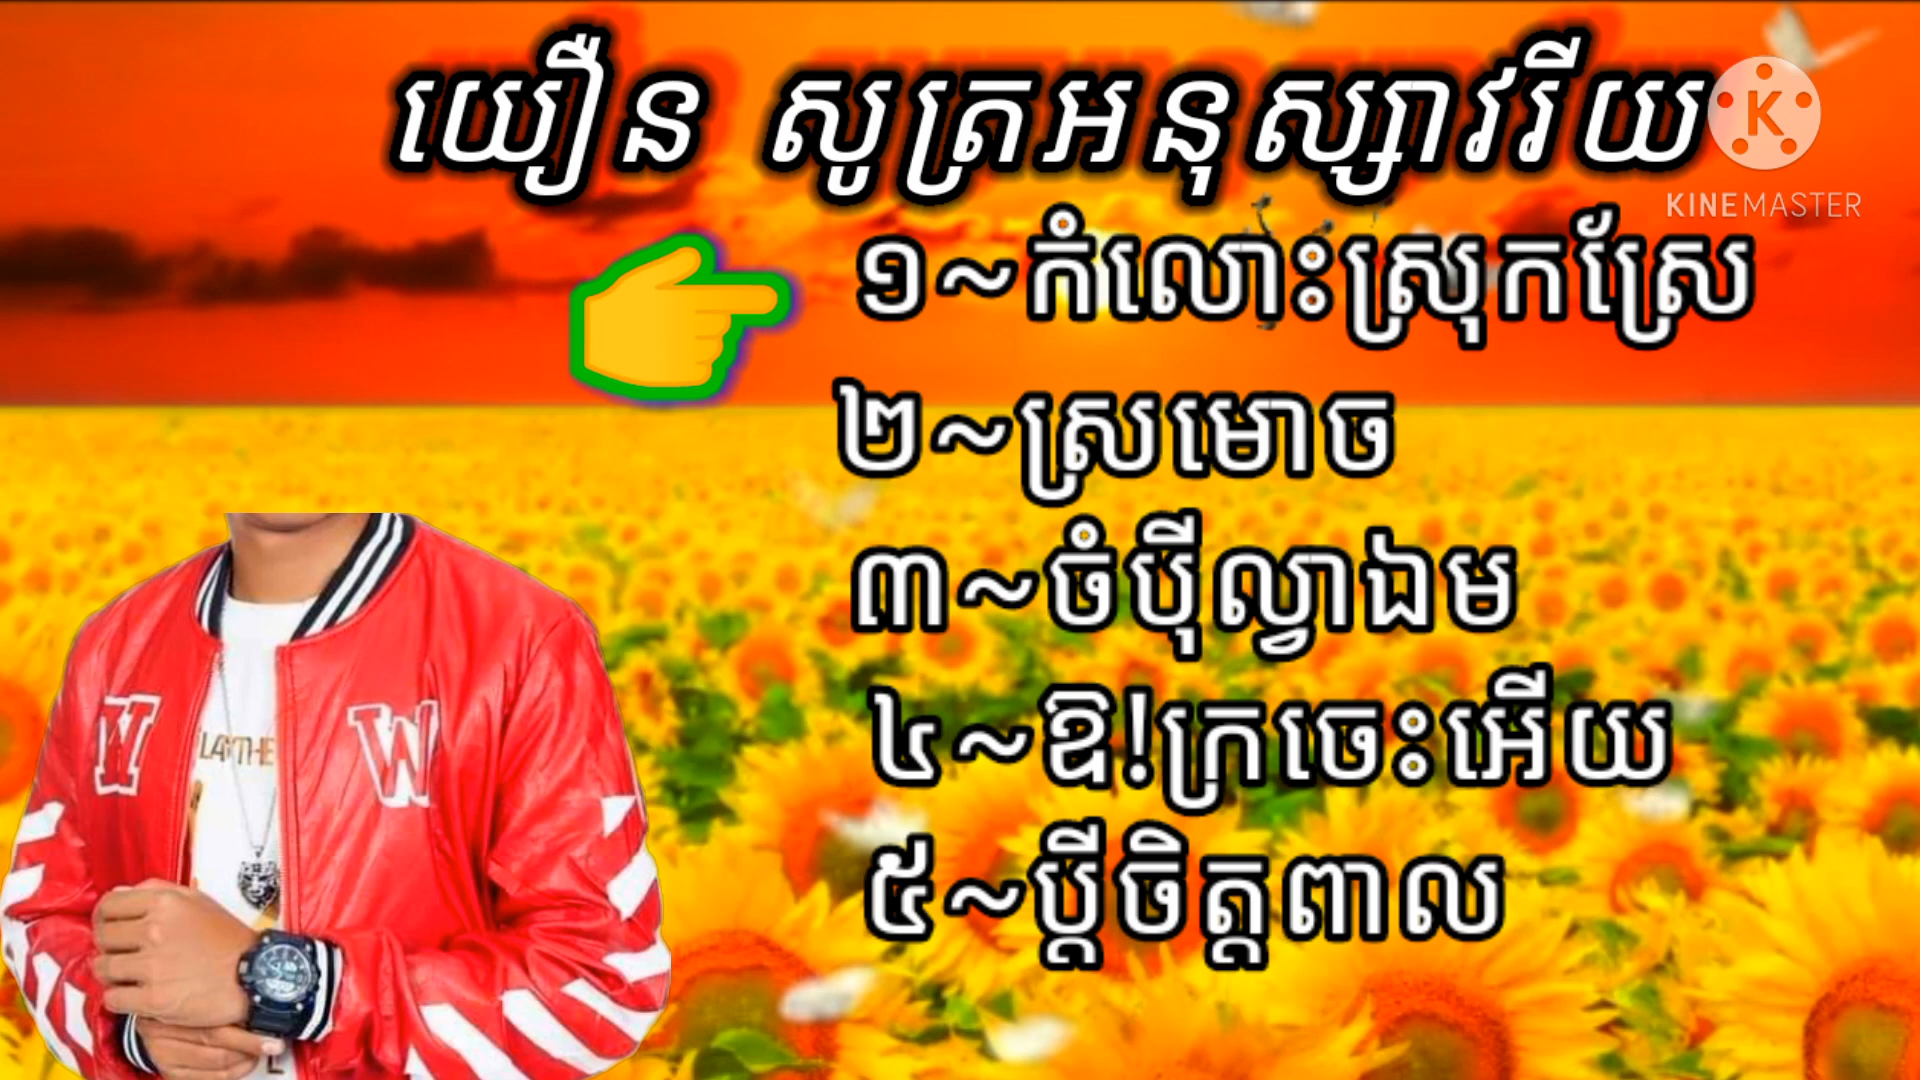 យឿន សូត្រអនុស្សាវរីយ
KINEMASTER
១~កំលោះស្រុកស្រែ
២~ស្រមោច
៣~ចំប៉ីល្វាឯម
៤~ឱ!ក្រចេះអើយ
៥~ប្ដីចិត្តពាល
Y W